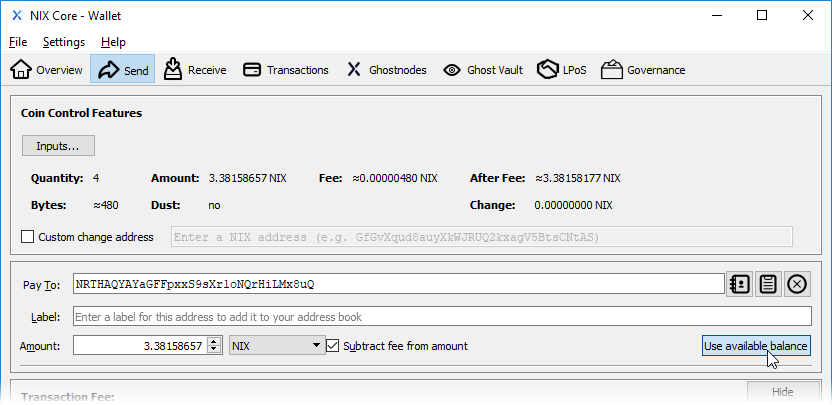 NIX Core - Wallet
File Settings Help
Overview Send Receive Transactions Ghostnodes Ghost Vault LPoS Governance
Coin Control Features
Inputs...
Quantity: 4 Amount: 3.38158657 NIX Fee: ≈0.00000480 NIX After Fee: ≈3.38158177 NIX
Bytes: ≈480 Dust: no Change: 0.00000000 NIX
Custom change address Enter a NIX address (e.g. GfGvXqud8auyXkWJRUQ2kxagV5BtsCNtAS)
Pay To: NRTHAQYAYaGFFpxxS9sXrloNQrHiLMx8uQ
Label: Enter a label for this address to add it to your address book
Amount: 3.38158657 NIX Subtract fee from amount Use available balance
Transaction Fee: Hide